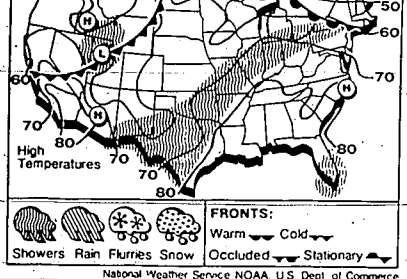 50
H
60
L
70
60
H
H
70
80
80
High
Temperatures
70
70
80
FRONTS:
Warm Cold
Showers Rain Flurries Snow
Occluded Stationary
National Weather Service NOAA. U.S. Dept. of Commerce